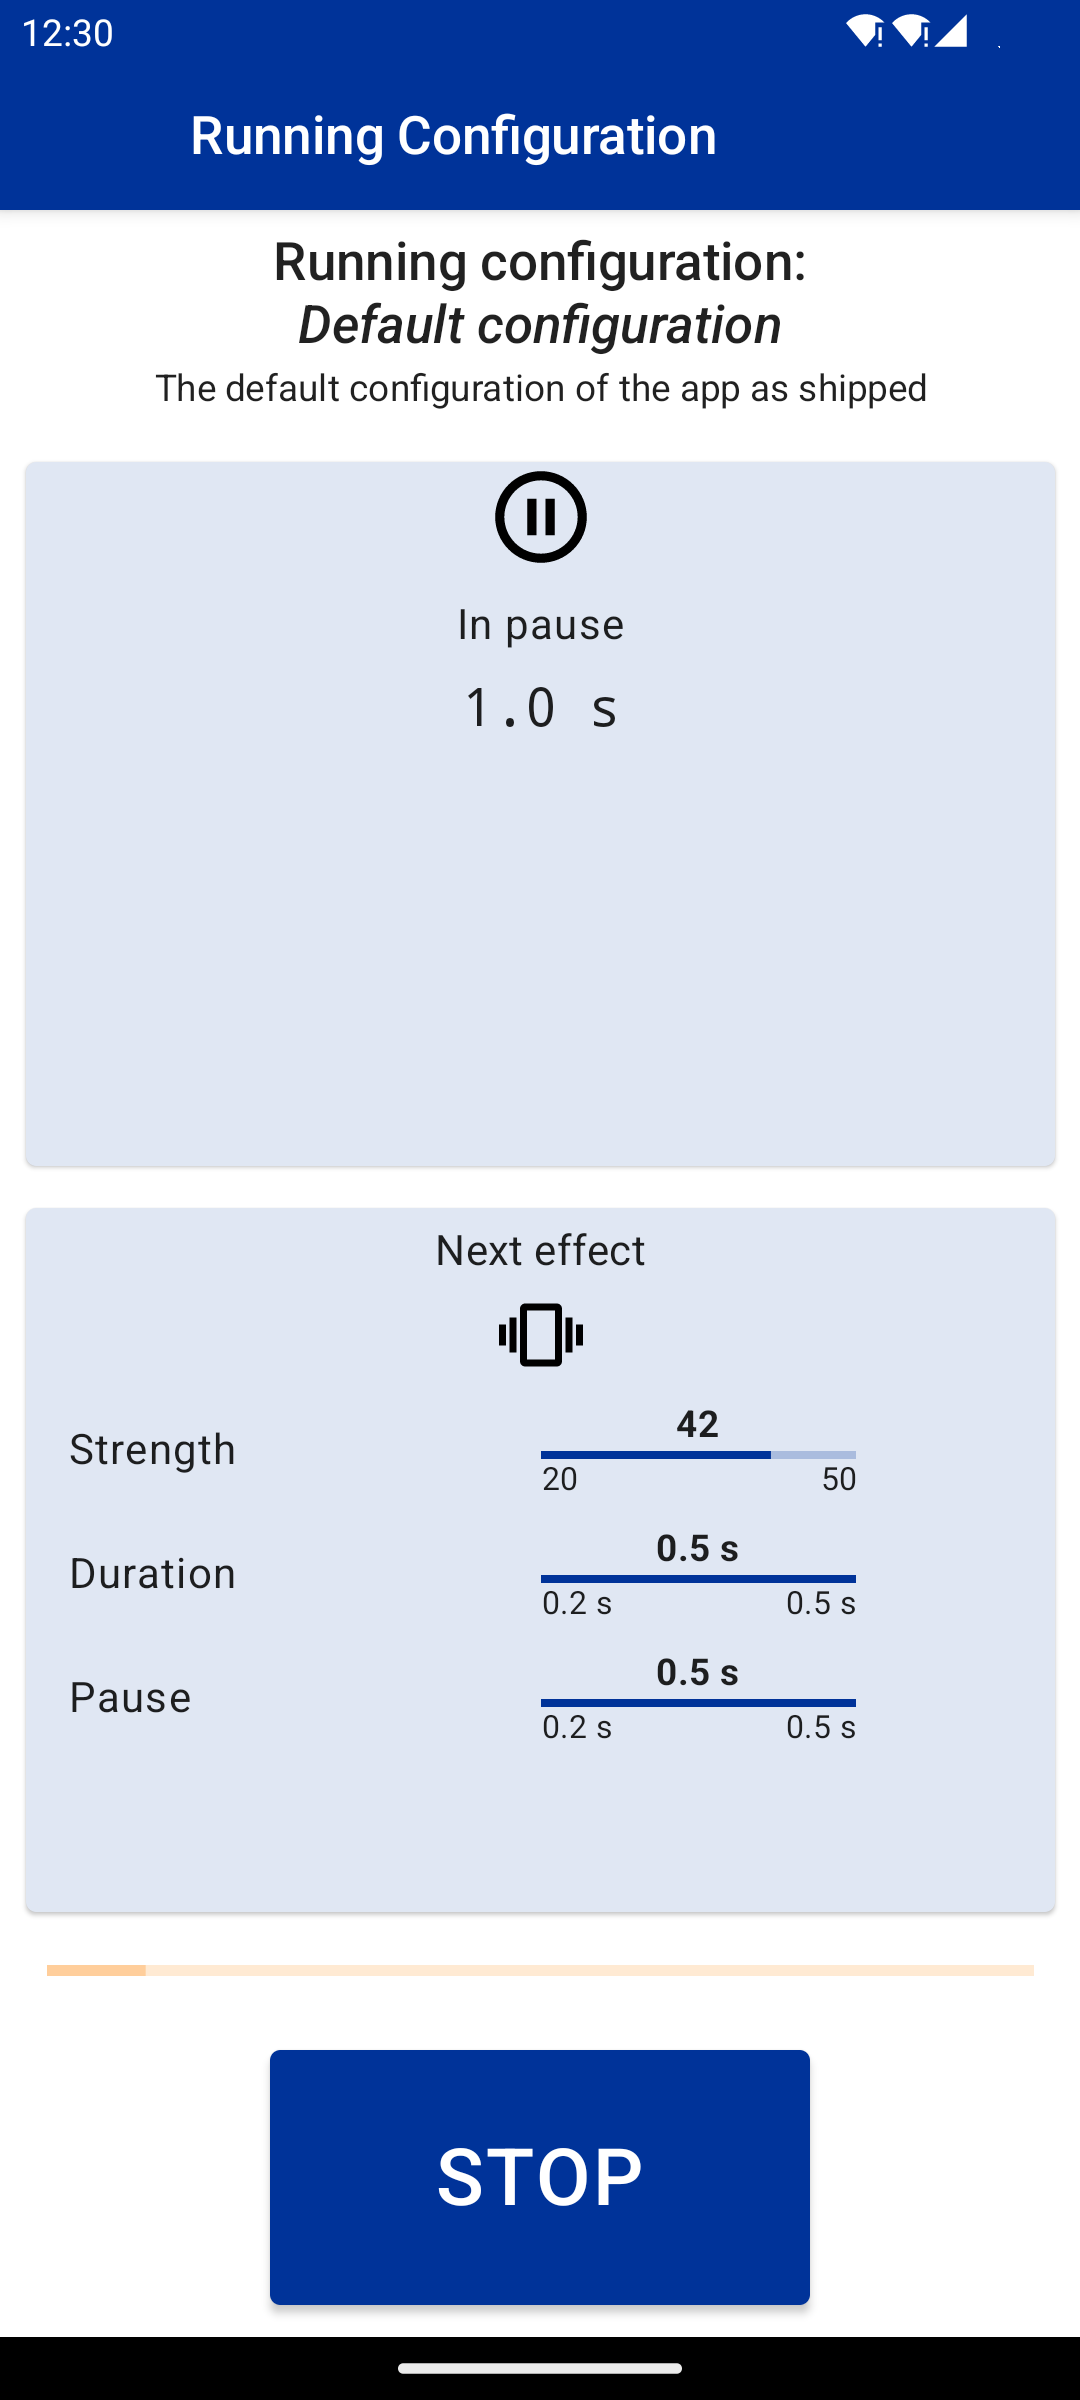 12:30
Running Configuration
Running configuration:
Default configuration
The default configuration of the app as shipped
In pause
1.0 s
Next effect
Strength
42
20 50
Duration
0.5 s
0.2 s 0.5 s
Pause
0.5 s
0.2 s 0.5 s
STOP